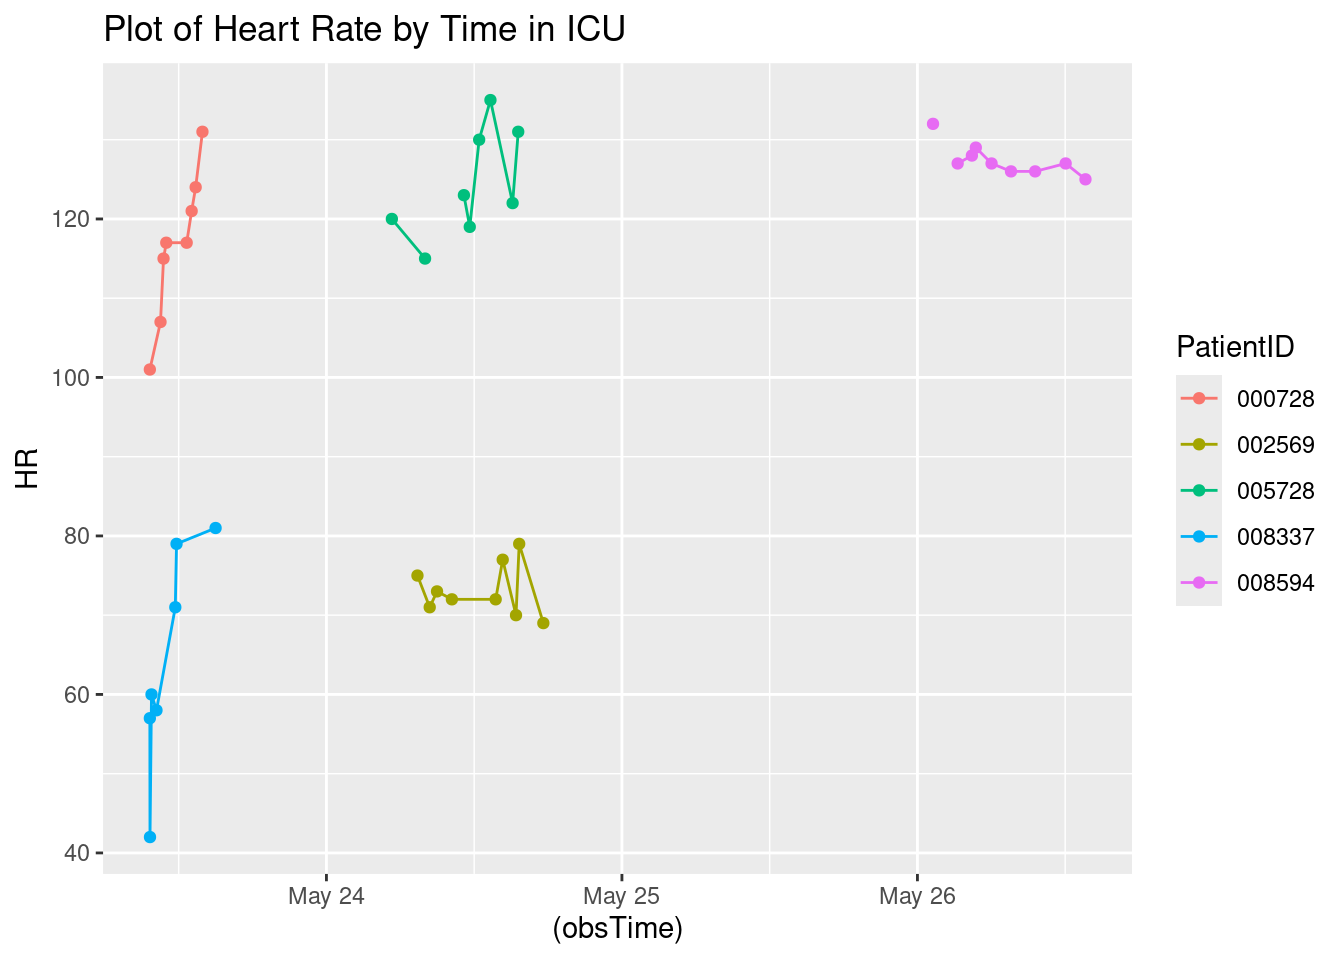 Plot of Heart Rate by Time in ICU
120
100
80
60
40
HR
May 24
May 25
May 26
(obsTime)
PatientID
000728
002569
005728
008337
008594